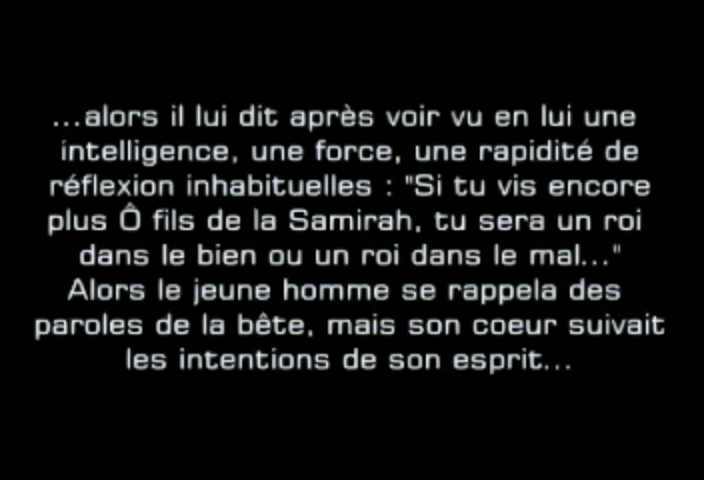 ...alors il lui dit après voir vu en lui une
intelligence, une force, une rapidité de
réflexion inhabituelles : "Si tu vis encore
plus Ô fils de la Samirah, tu sera un roi
dans le bien ou un roi dans le mal..."
Alors le jeune homme se rappela des
paroles de la bête, mais son coeur suivait
les intentions de son esprit...